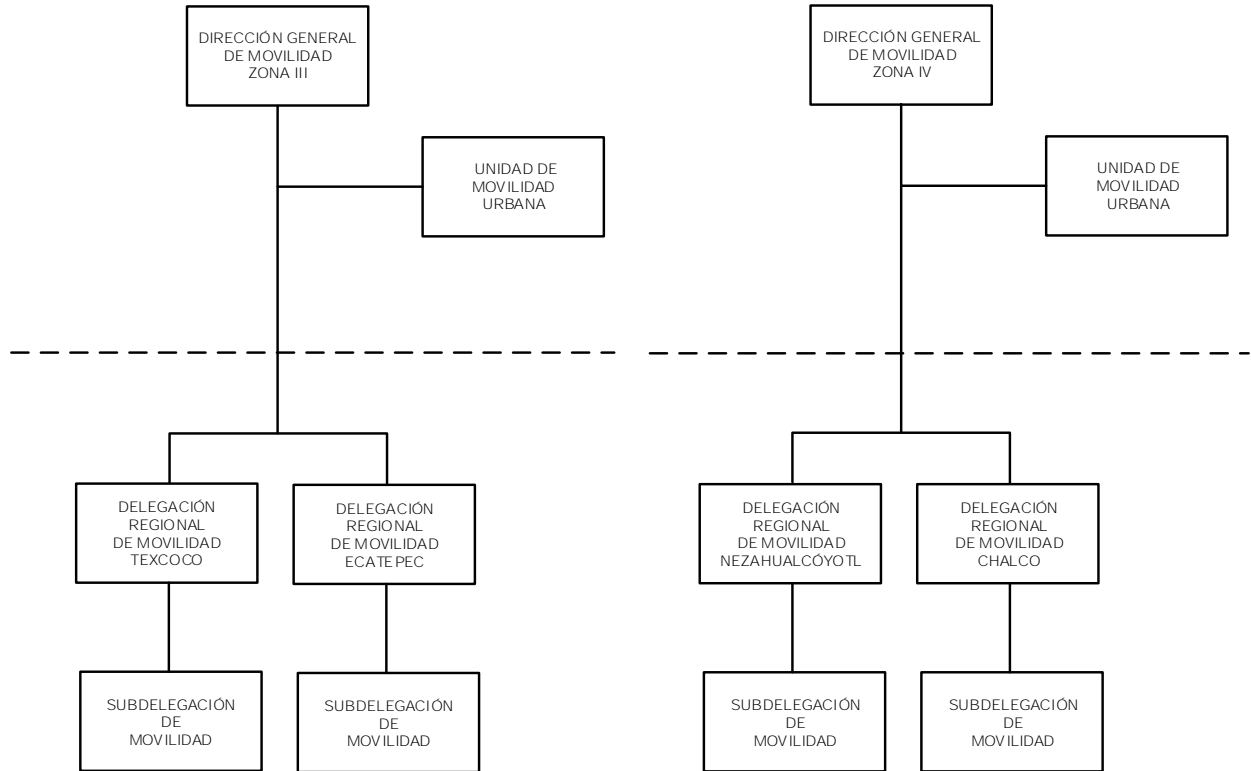 DIRECCIÓN GENERAL
DE MOVILIDAD
ZONA III
DIRECCIÓN GENERAL
DE MOVILIDAD
ZONA IV
UNIDAD DE
MOVILIDAD
URBANA
UNIDAD DE
MOVILIDAD
URBANA
DELEGACIÓN
REGIONAL
DE MOVILIDAD
TEXCOCO
DELEGACIÓN
REGIONAL
DE MOVILIDAD
ECATEPEC
DELEGACIÓN
REGIONAL
DE MOVILIDAD
NEZAHUALCÓYOTL
DELEGACIÓN
REGIONAL
DE MOVILIDAD
CHALCO
SUBDELEGACIÓN
DE
MOVILIDAD
SUBDELEGACIÓN
DE
MOVILIDAD
SUBDELEGACIÓN
DE
MOVILIDAD
SUBDELEGACIÓN
DE
MOVILIDAD